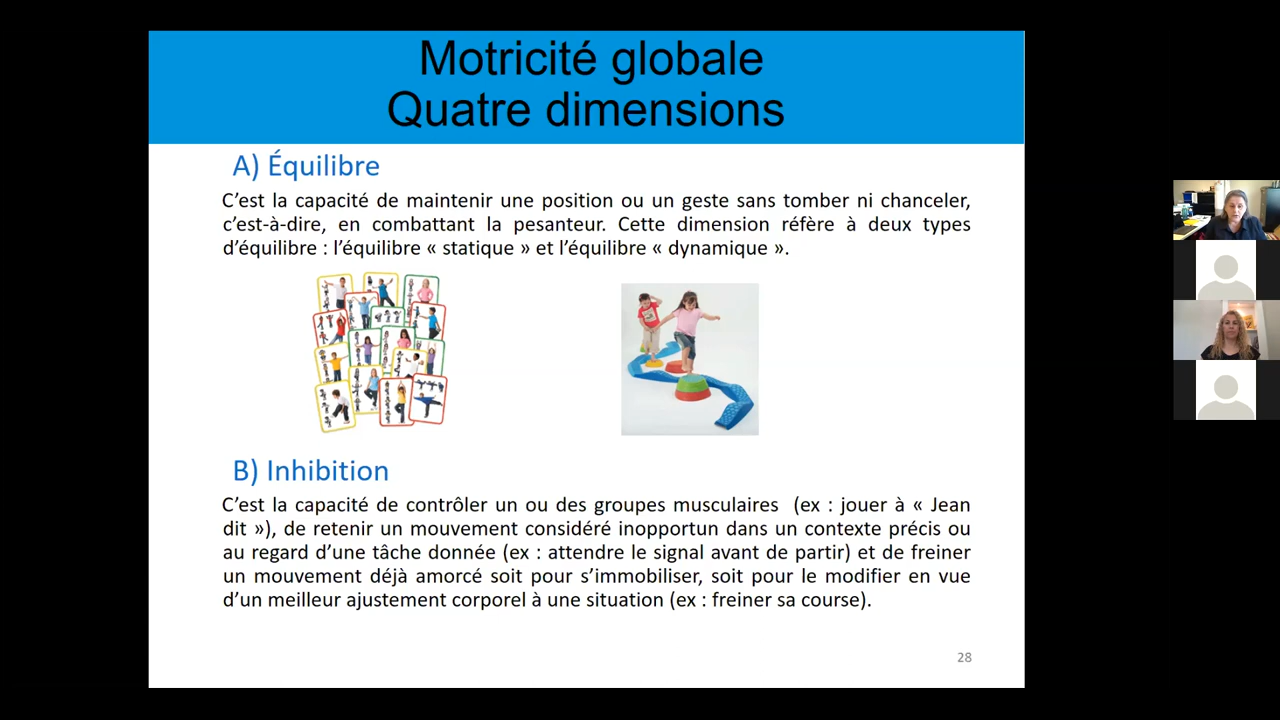 Motricité globale
Quatre dimensions
A) Équilibre
C’est la capacité de maintenir une position ou un geste sans tomber ni chanceler,
c’est-à-dire, en combattant la pesanteur. Cette dimension réfère à deux types
d’équilibre : l’équilibre « statique » et l’équilibre « dynamique ».
B) Inhibition
C’est la capacité de contrôler un ou des groupes musculaires (ex : jouer à « Jean
dit »), de retenir un mouvement considéré inopportun dans un contexte précis ou
au regard d’une tâche donnée (ex : attendre le signal avant de partir) et de freiner
un mouvement déjà amorcé soit pour s’immobiliser, soit pour le modifier en vue
d’un meilleur ajustement corporel à une situation (ex : freiner sa course).
28